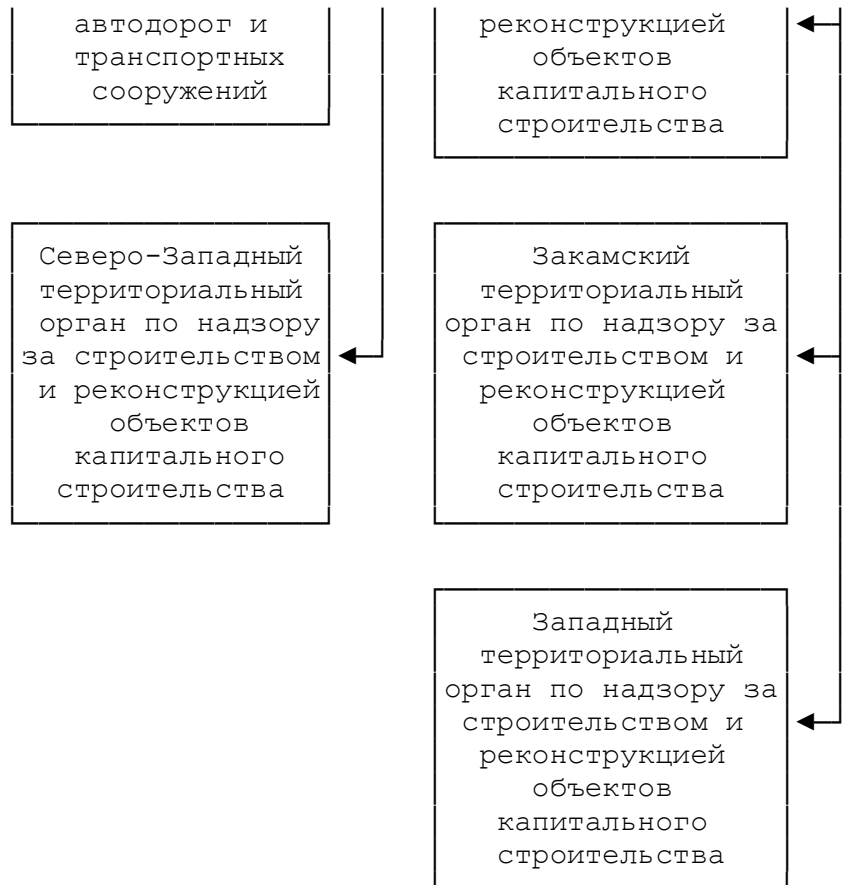 автодорог и
транспортных
сооружений
реконструкцией
объектов
капитального
строительства
Северо-Западный
территориальный
орган по надзору
за строительством
и реконструкцией
объектов
капитального
строительства
Закамский
территориальный
орган по надзору за
строительством и
реконструкцией
объектов
капитального
строительства
Западный
территориальный
орган по надзору за
строительством и
реконструкцией
объектов
капитального
строительства